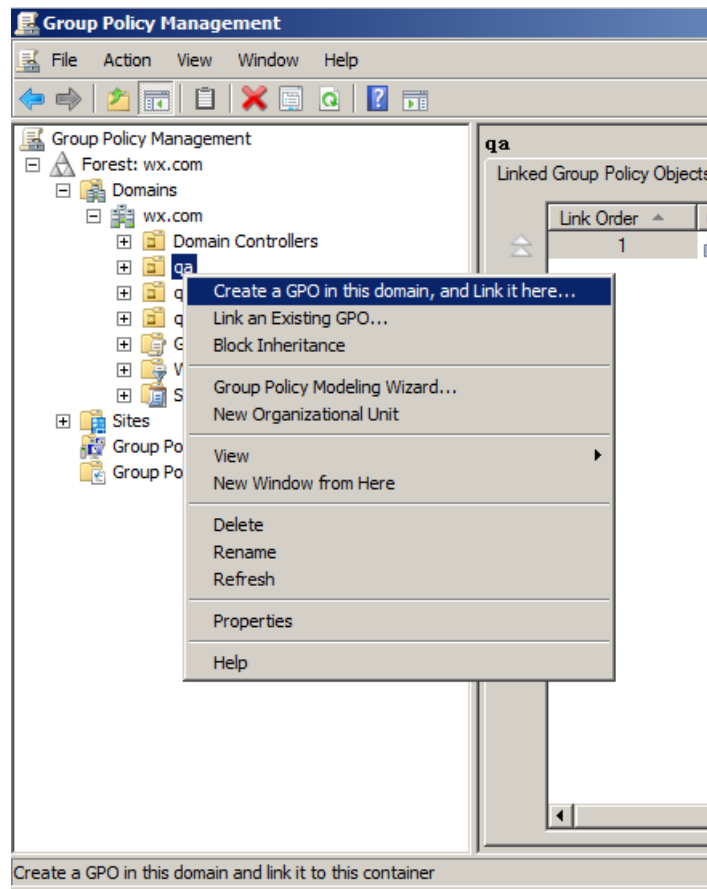 Group Policy Management
File Action View Window Help
Group Policy Management
Forest: wx.com
Domains
wx.com
Domain Controllers
qa
q
q
G
W
S
Sites
Group Po
Group Po
qa
Linked Group Policy Objects
Link Order
1
Create a GPO in this domain, and Link it here...
Link an Existing GPO...
Block Inheritance
Group Policy Modeling Wizard...
New Organizational Unit
View
New Window from Here
Delete
Rename
Refresh
Properties
Help
Create a GPO in this domain and link it to this container